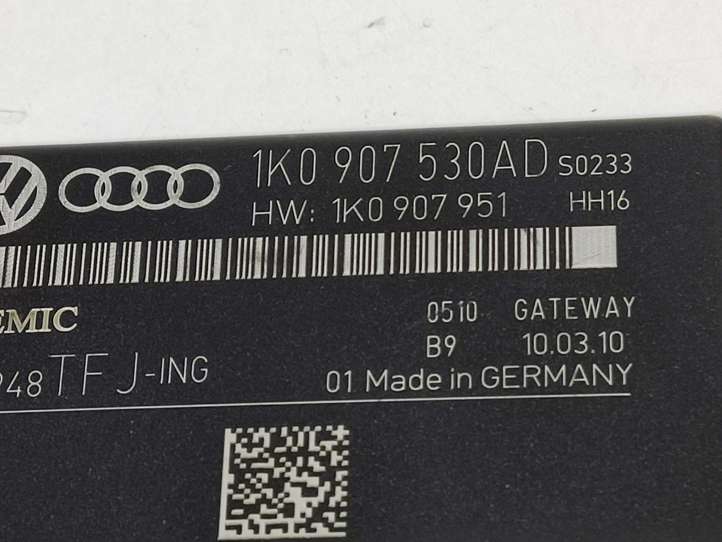 1K0 907 530AD S0233
HW: 1K0 907 951 HH16
EMIC
0510 GATEWAY
948TFJ-ING
B9 10.03.10
01 Made in GERMANY